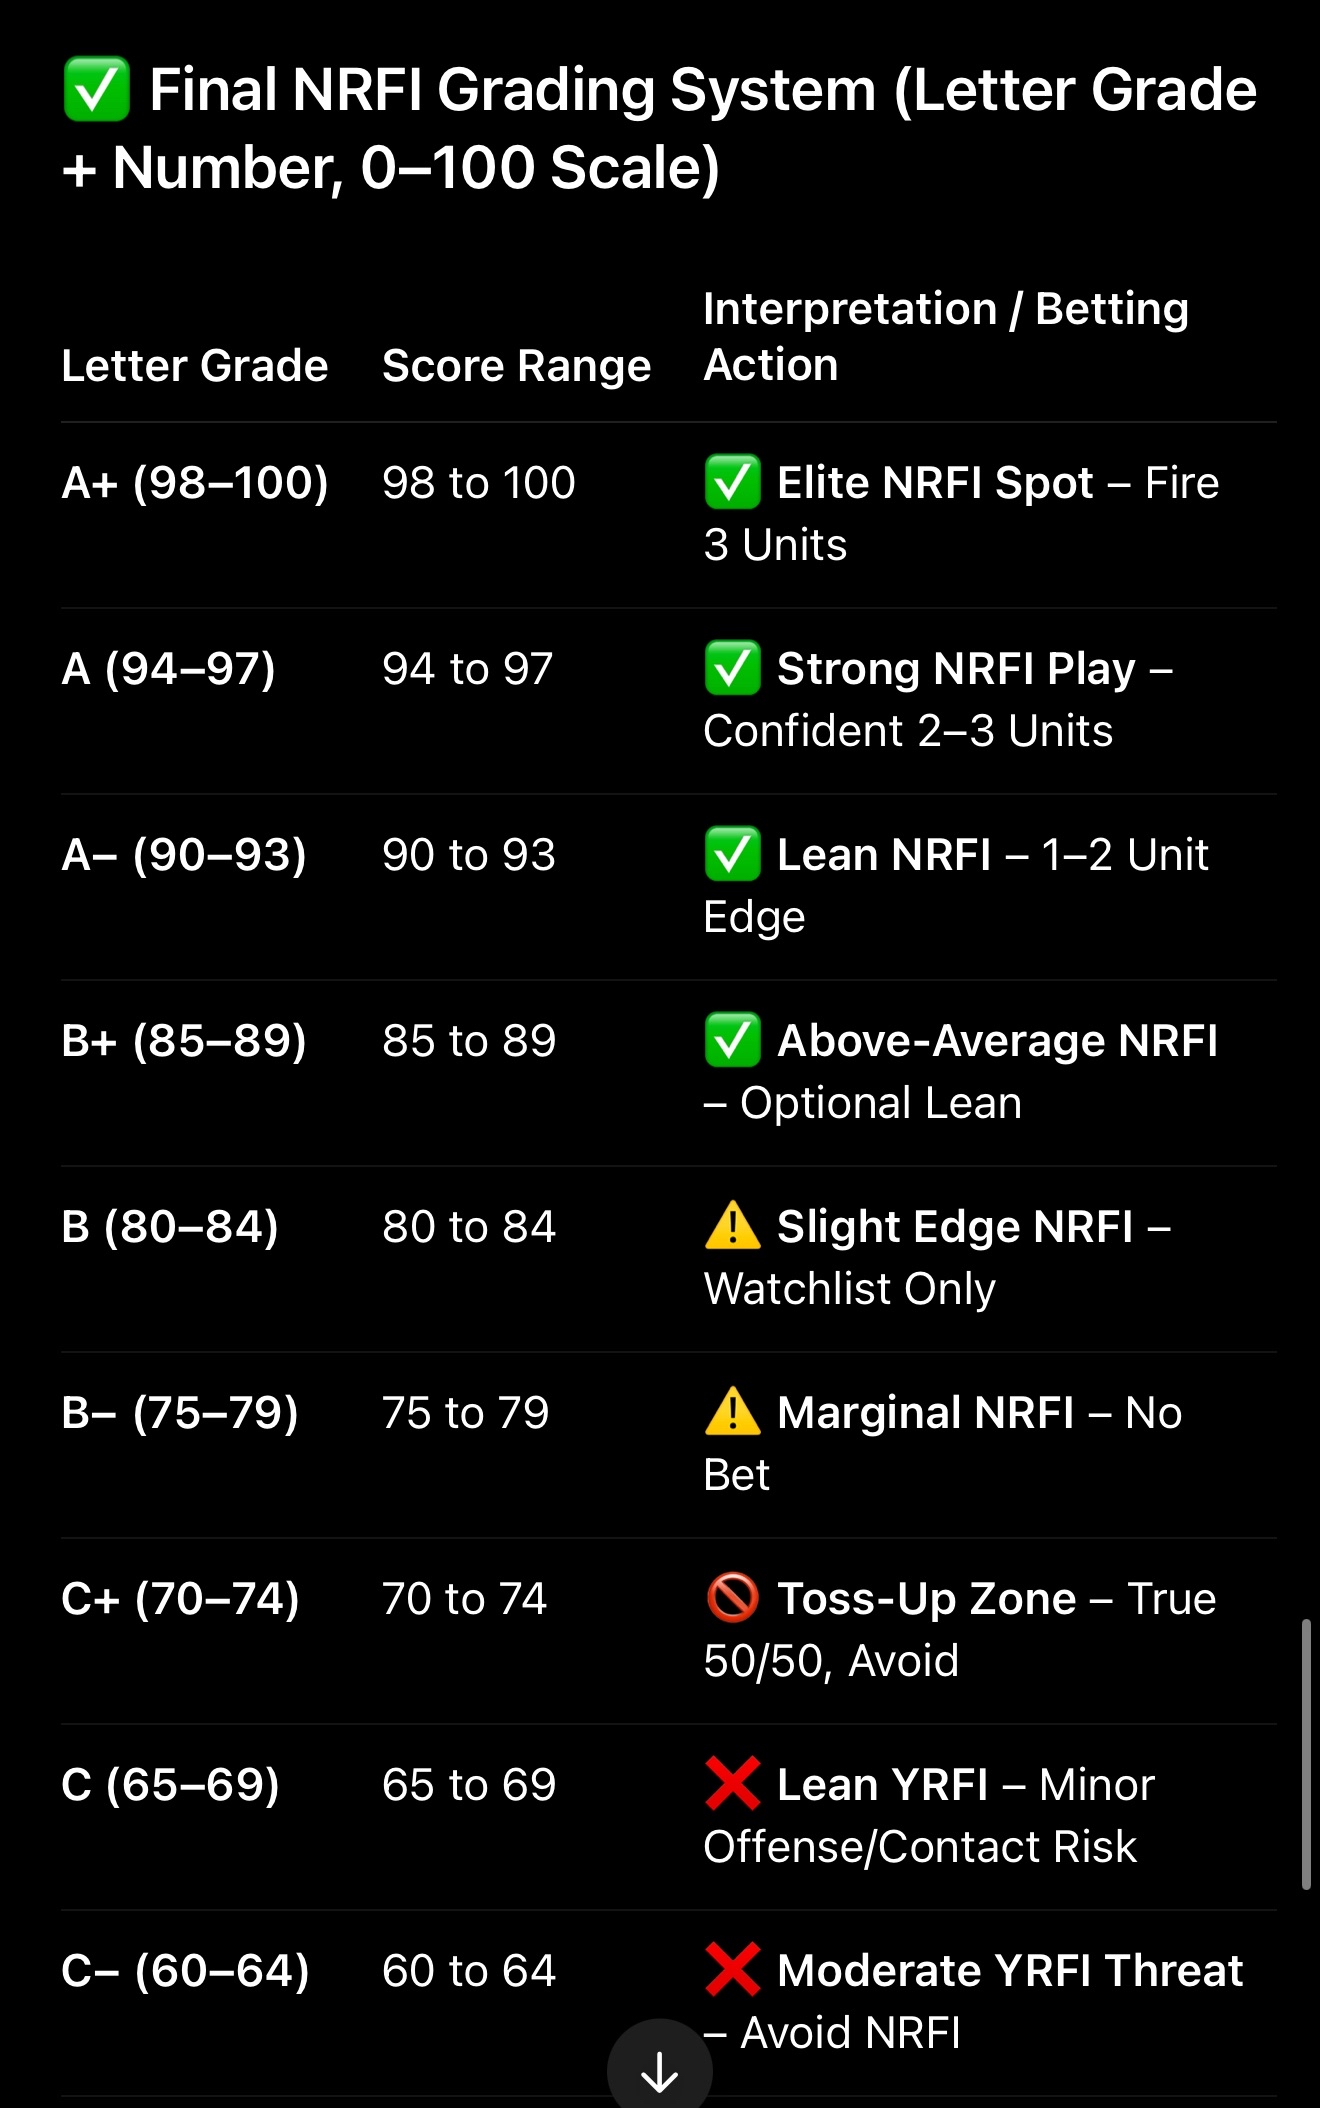 ✅ Final NRFI Grading System (Letter Grade
+ Number, 0–100 Scale)
Letter Grade Score Range Interpretation / Betting
Action
A+ (98–100) 98 to 100 ✅ Elite NRFI Spot – Fire
3 Units
A (94–97) 94 to 97 ✅ Strong NRFI Play –
Confident 2–3 Units
A– (90–93) 90 to 93 ✅ Lean NRFI – 1–2 Unit
Edge
B+ (85–89) 85 to 89 ✅ Above-Average NRFI
– Optional Lean
B (80–84) 80 to 84 ⚠️ Slight Edge NRFI –
Watchlist Only
B– (75–79) 75 to 79 ⚠️ Marginal NRFI – No
Bet
C+ (70–74) 70 to 74 🚫 Toss-Up Zone – True
50/50, Avoid
C (65–69) 65 to 69 ❌ Lean YRFI – Minor
Offense/Contact Risk
C– (60–64) 60 to 64 ❌ Moderate YRFI Threat
– Avoid NRFI